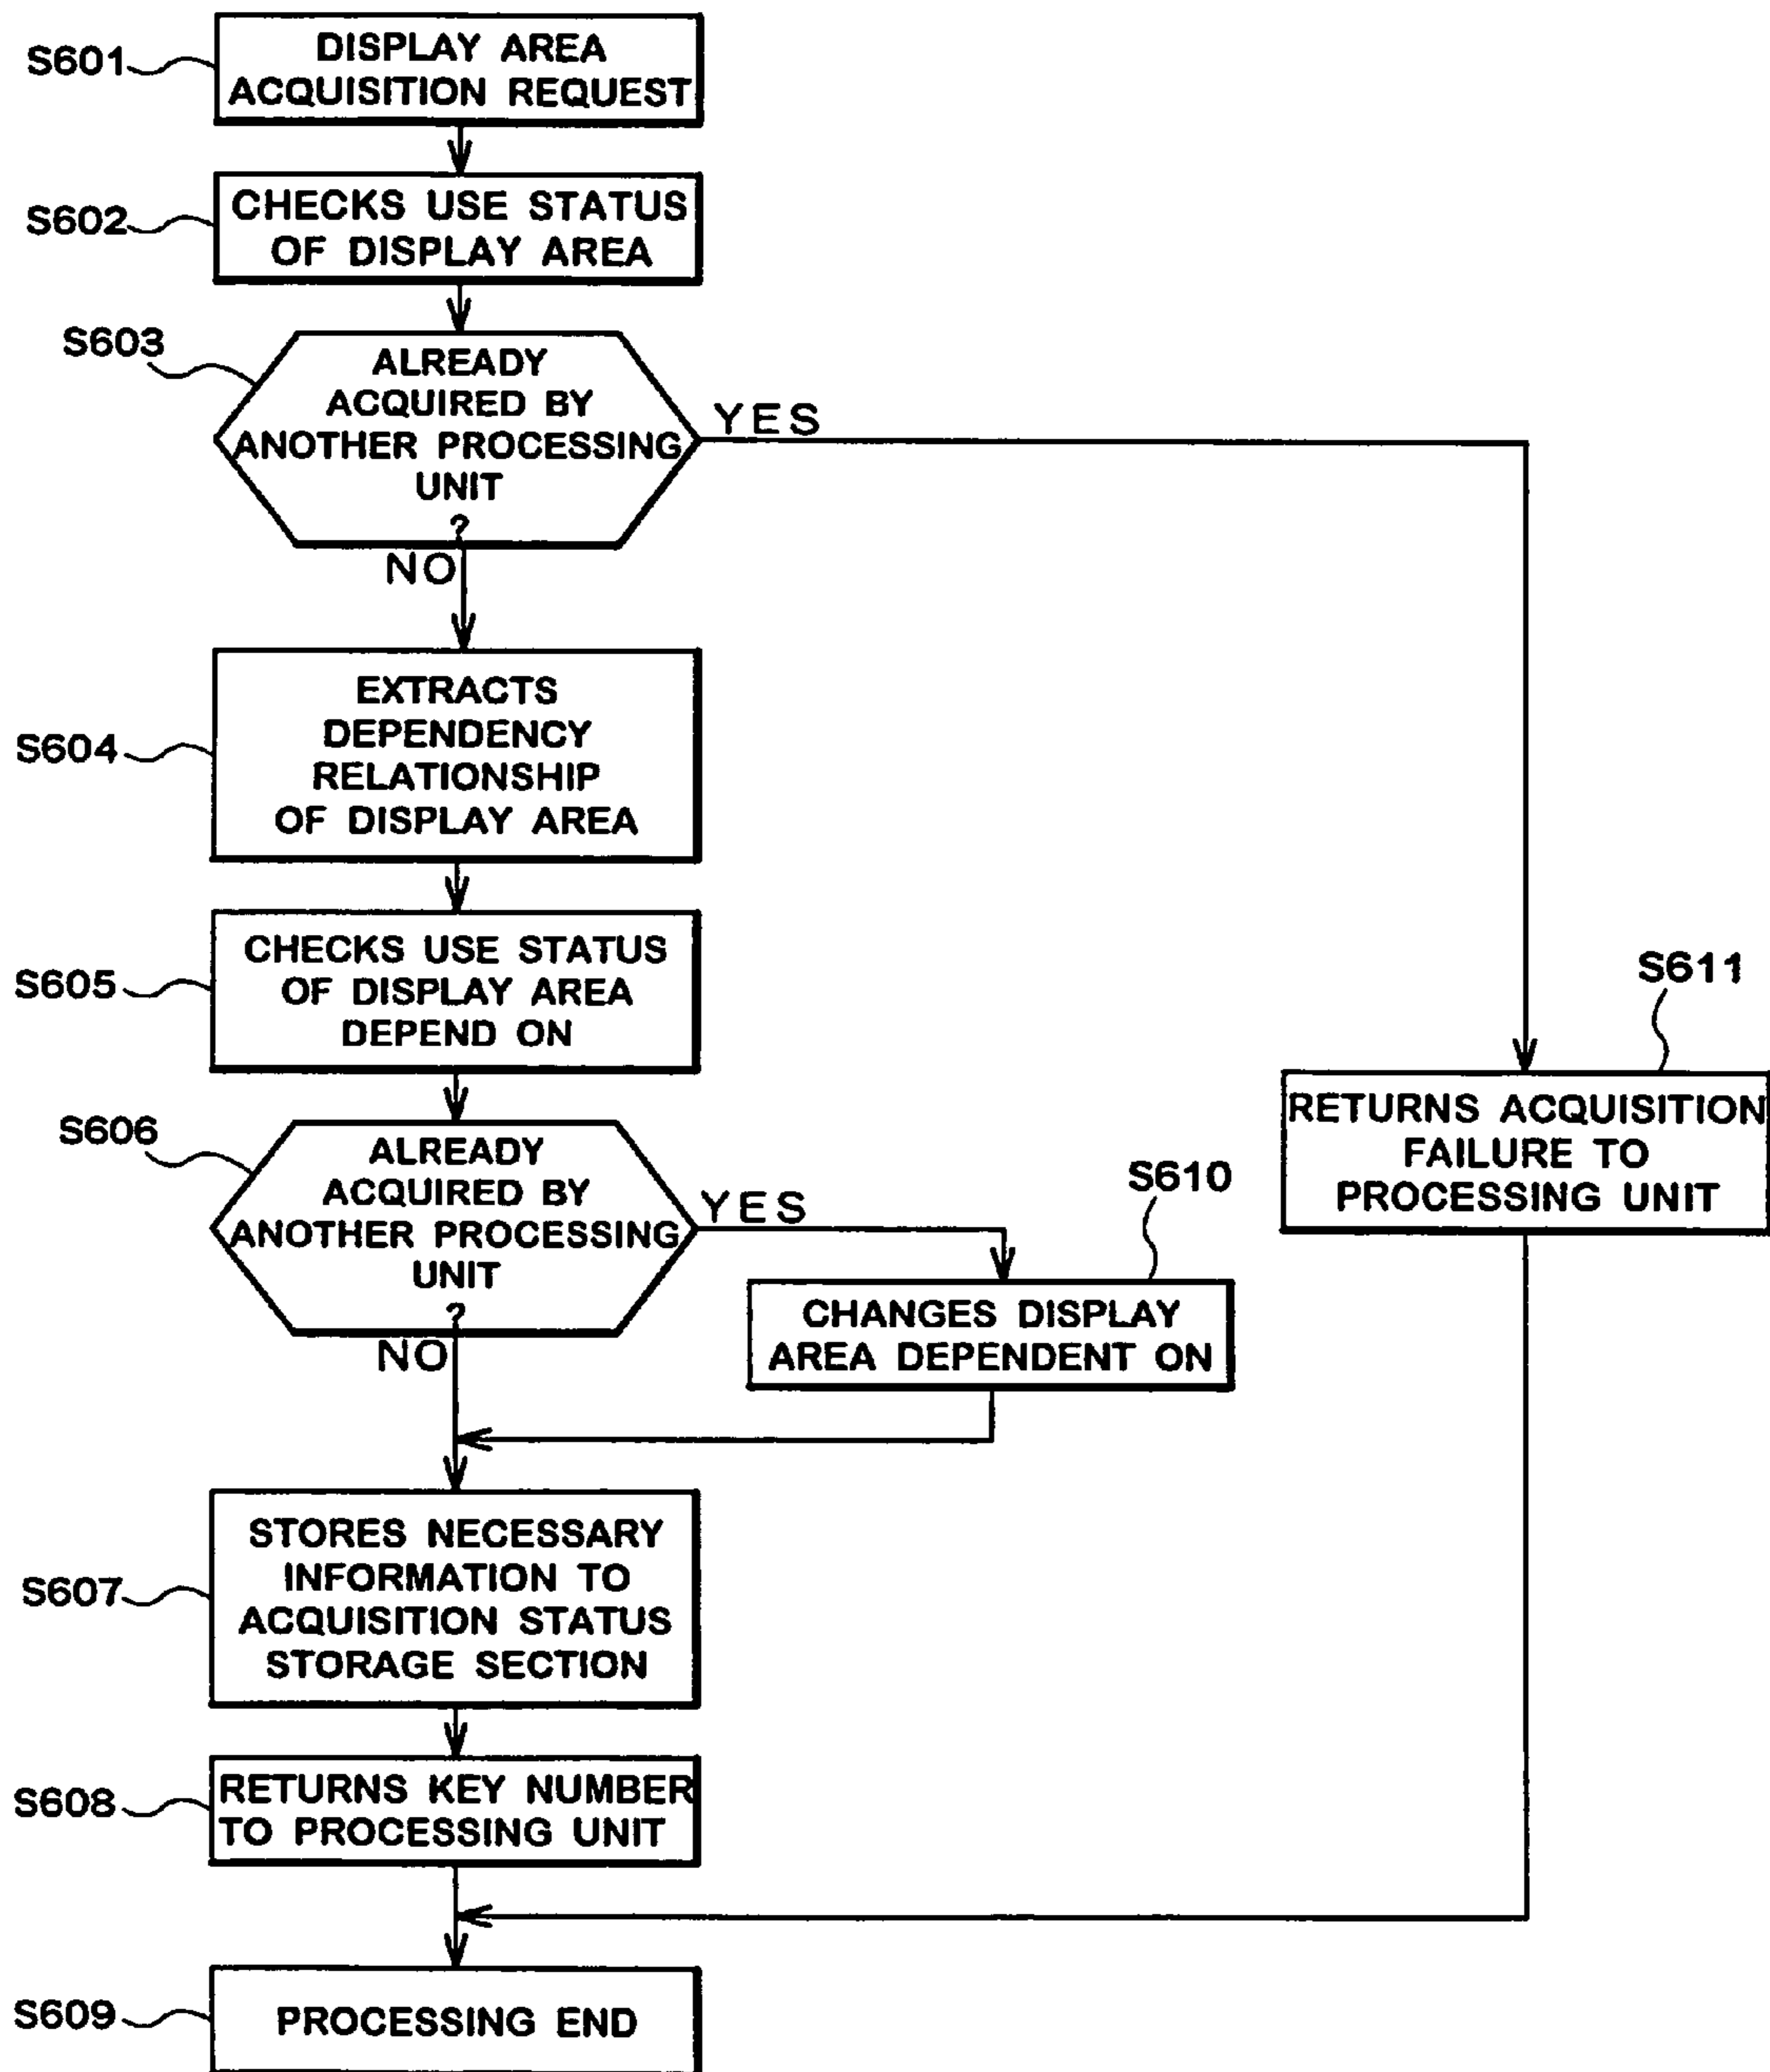 S601
DISPLAY AREA
ACQUISITION REQUEST
S602
CHECKS USE STATUS
OF DISPLAY AREA
S603
ALREADY
ACQUIRED BY
ANOTHER PROCESSING
UNIT
?
YES
NO
S604
EXTRACTS
DEPENDENCY
RELATIONSHIP
OF DISPLAY AREA
S605
CHECKS USE STATUS
OF DISPLAY AREA
DEPEND ON
S611
RETURNS ACQUISITION
FAILURE TO
PROCESSING UNIT
S606
ALREADY
ACQUIRED BY
ANOTHER PROCESSING
UNIT
?
YES
NO
S610
CHANGES DISPLAY
AREA DEPENDENT ON
S607
STORES NECESSARY
INFORMATION TO
ACQUISITION STATUS
STORAGE SECTION
S608
RETURNS KEY NUMBER
TO PROCESSING UNIT
S609
PROCESSING END